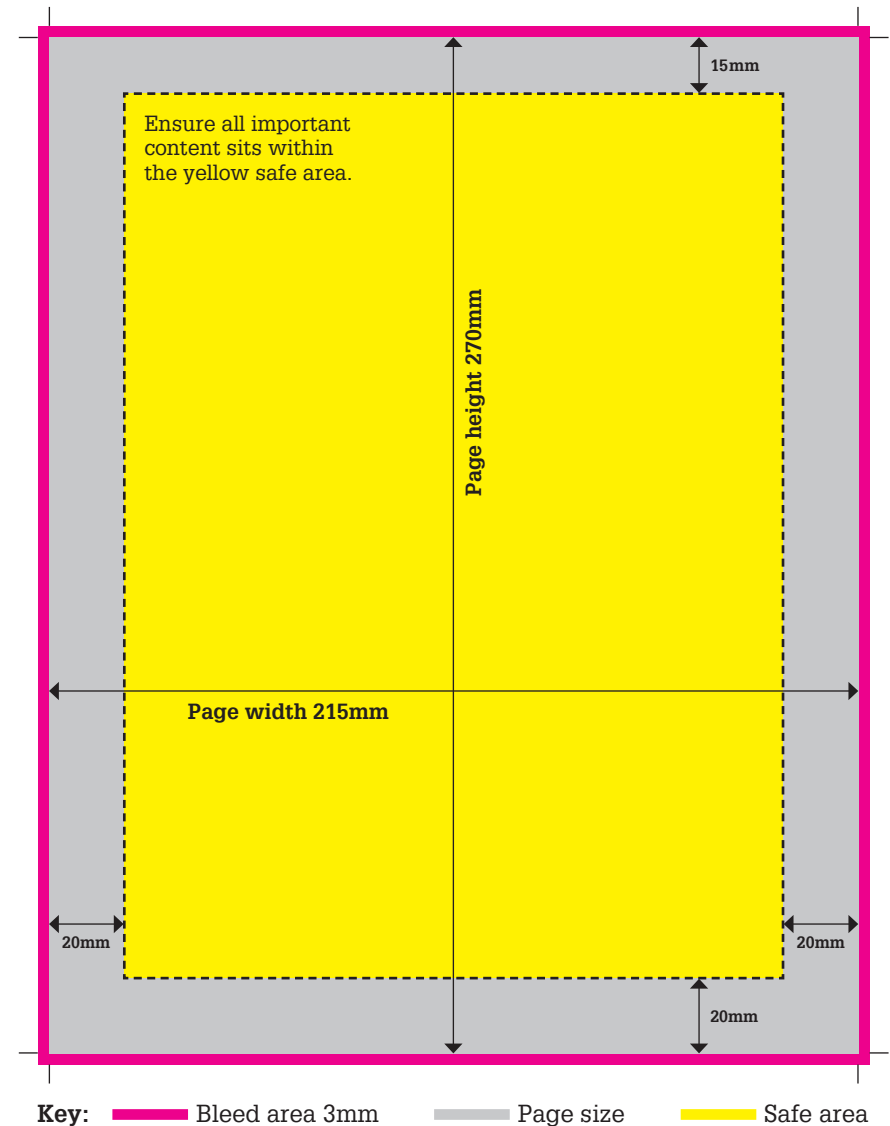 15mm
Ensure all important
content sits within
the yellow safe area.
Page height 270mm
Page width 215mm
20mm
20mm
20mm
Key: Bleed area 3mm Page size Safe area